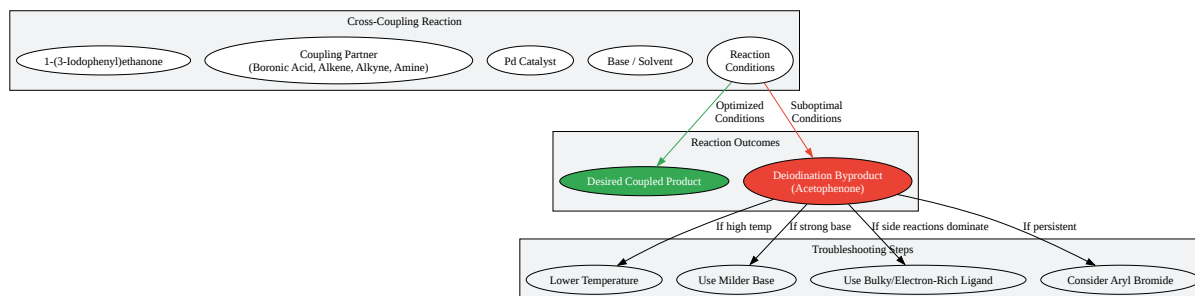 Cross-Coupling Reaction
1-(3-Iodophenyl)ethanone
Coupling Partner
(Boronic Acid, Alkene, Alkyne, Amine)
Pd Catalyst
Base / Solvent
Reaction
Conditions
Optimized
Conditions
Suboptimal
Conditions
Reaction Outcomes
Desired Coupled Product
Deiodination Byproduct
(Acetophenone)
If high temp
If strong base
If side reactions dominate
If persistent
Troubleshooting Steps
Lower Temperature
Use Milder Base
Use Bulky/Electron-Rich Ligand
Consider Aryl Bromide